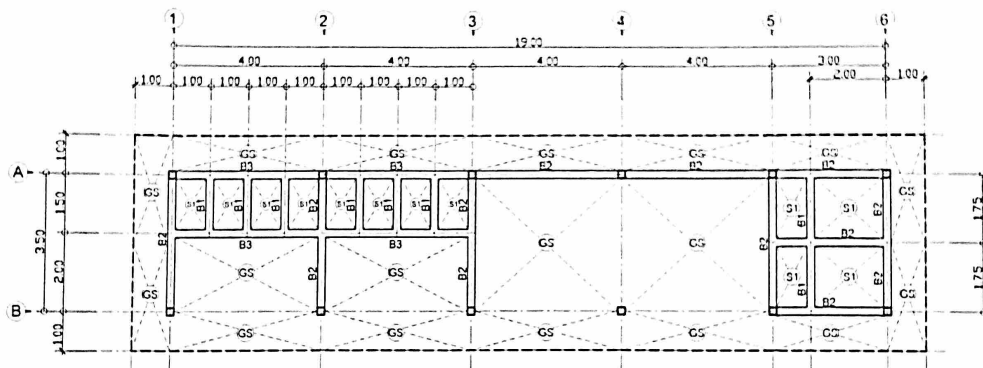 1 2 3 4 5 6
19.00
4.00 4.00 4.00 4.00 3.00
1.00 1.00 1.00 1.00 1.00 1.00 1.00 1.00 1.00 2.00 1.00
GS GS GS GS GS
B3 B3 B2 B2 B2
A
1.00
GS S1 B1 S1 B1 S1 B1 S1 B2 S1 B1 S1 B1 S1 B1 S1 B2 S1 B1 S1 B2 GS
1.50 1.75
3.50
B2 B3 B3 GS GS B2 B2
2.00 1.75
GS GS B2 GS B2 S1 B1 S1 B2 GS
B2
B
1.00
GS GS GS GS GS